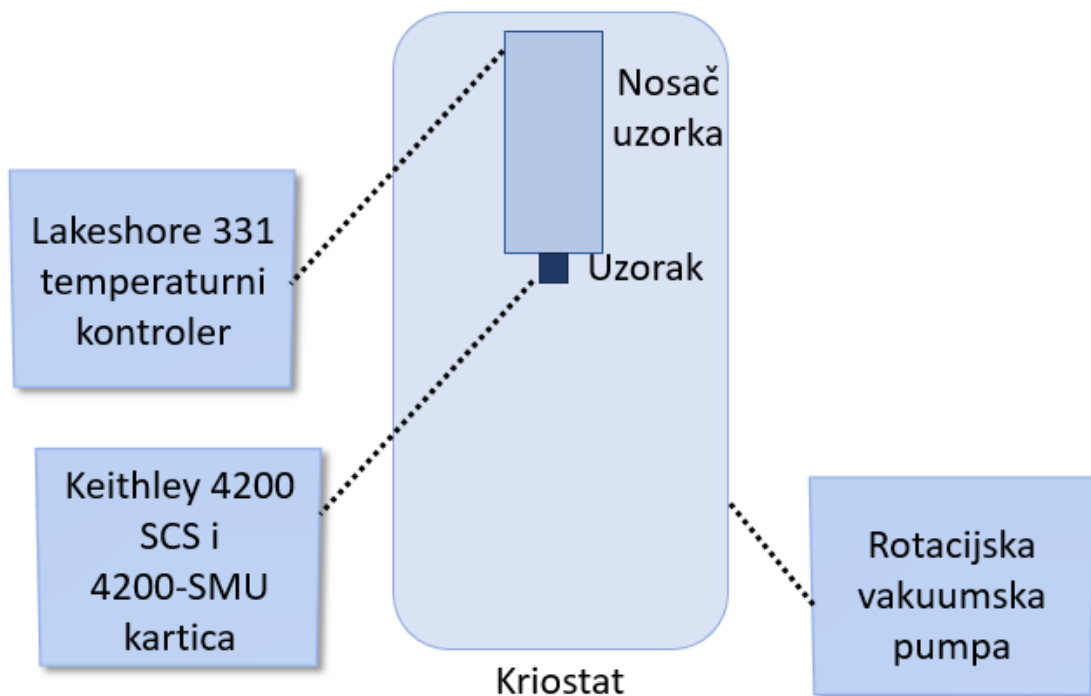 Nosač
uzorka
Lakeshore 331
temperaturni
kontroler
Uzorak
Keithley 4200
SCS i
4200-SMU
kartica
Rotacijska
vakuumska
pumpa
Kriostat